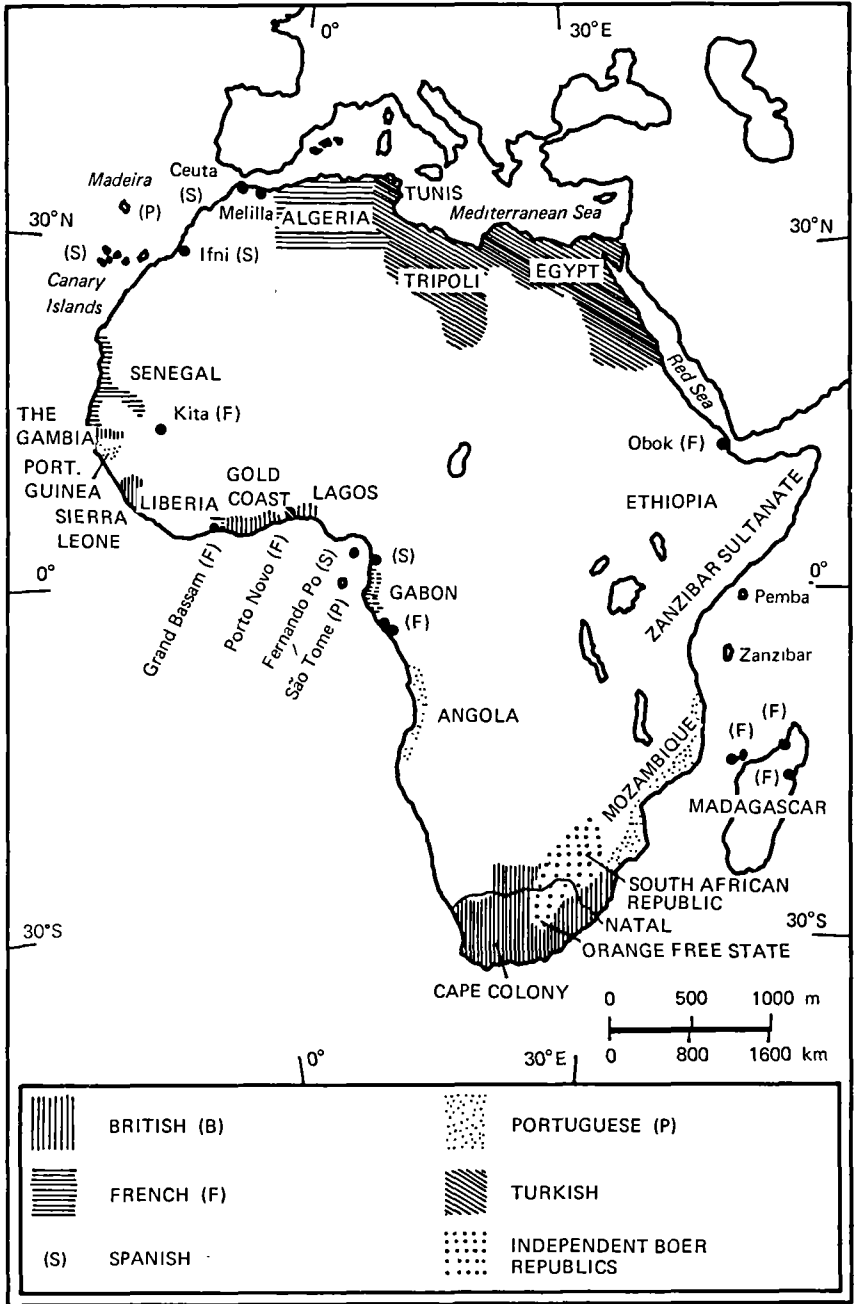 0°
30°E
Madeira
(P)
Ceuta
(S)
Melilla
ALGERIA
TUNIS
Mediterranean Sea
30°N
30°N
(S)
Canary
Islands
Ifni (S)
TRIPOLI
EGYPT
Red Sea
SENEGAL
Kita (F)
THE
GAMBIA
PORT.
GUINEA
SIERRA
LEONE
LIBERIA
GOLD
COAST
LAGOS
Obok (F)
ETHIOPIA
ZANZIBAR SULTANATE
Grand Bassam (F)
Porto Novo (F)
Fernando Po (S)
São Tome (P)
(S)
GABON
(F)
0°
0°
Pemba
Zanzibar
ANGOLA
MOZAMBIQUE
(F)
(F)
(F)
MADAGASCAR
SOUTH AFRICAN
REPUBLIC
NATAL
ORANGE FREE STATE
CAPE COLONY
30°S
30°S
0 500 1000 m
0 800 1600 km
0°
30°E
BRITISH (B)
FRENCH (F)
(S) SPANISH
PORTUGUESE (P)
TURKISH
INDEPENDENT BOER
REPUBLICS